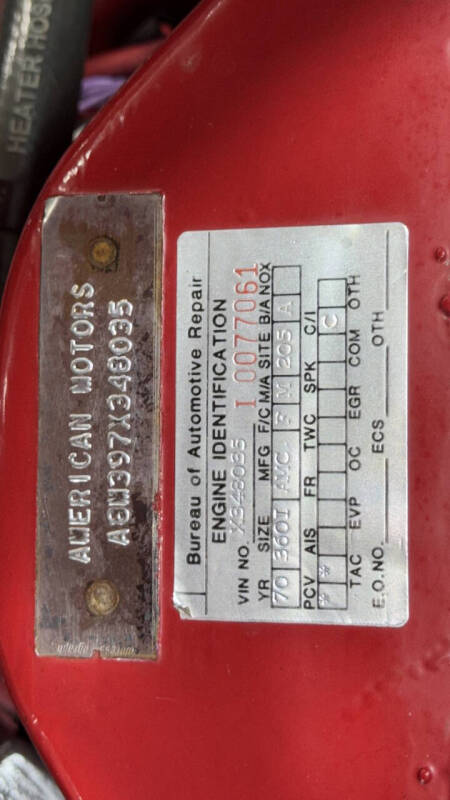 HEATER HOSE
AMERICAN MOTORS
A8M397X348035
Bureau of Automotive Repair
ENGINE IDENTIFICATION
VIN NO. X348035 I 0077061
YR SIZE MFG F/C M/A SITE B/A NOX
70 360I AMC F M 205 A
PCV AIS FR TWC SPK C/I
* * C
TAC EVP OC EGR COM OTH
E.O.NO. ECS OTH